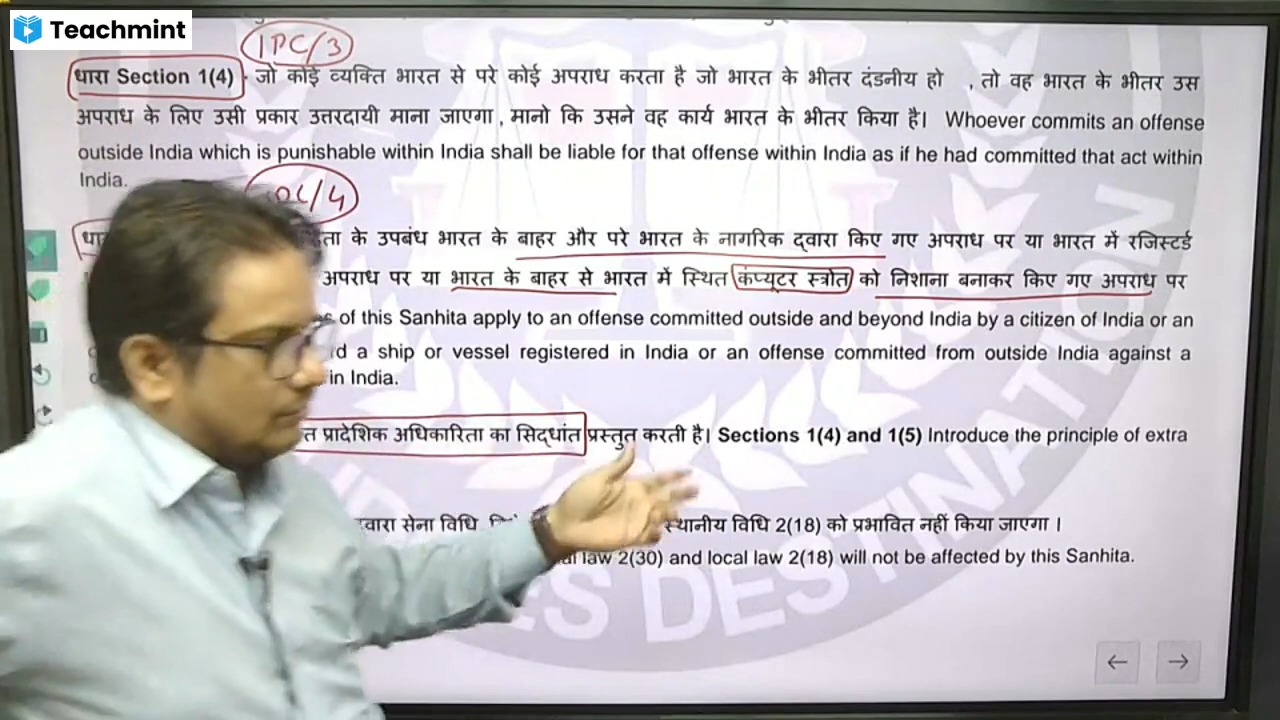 Teachmint
IPC/3
धारा Section 1(4) - जो कोई व्यक्ति भारत से परे कोई अपराध करता है जो भारत के भीतर दंडनीय हो , तो वह भारत के भीतर उस
अपराध के लिए उसी प्रकार उत्तरदायी माना जाएगा , मानो कि उसने वह कार्य भारत के भीतर किया है। Whoever commits an offense
outside India which is punishable within India shall be liable for that offense within India as if he had committed that act within
India.
के उपबंध भारत के बाहर और परे भारत के नागरिक द्वारा किए गए अपराध पर या भारत में रजिस्टर्ड
अपराध पर या भारत के बाहर से भारत में स्थित कंप्यूटर स्त्रोत को निशाना बनाकर किए गए अपराध पर
of this Sanhita apply to an offense committed outside and beyond India by a citizen of India or an
a ship or vessel registered in India or an offense committed from outside India against a
in India.
प्रादेशिक अधिकारिता का सिद्धांत प्रस्तुत करती है। Sections 1(4) and 1(5) Introduce the principle of extra
सेना विधि स्थानीय विधि 2(18) को प्रभावित नहीं किया जाएगा ।
law 2(30) and local law 2(18) will not be affected by this Sanhita.
DESTINATION